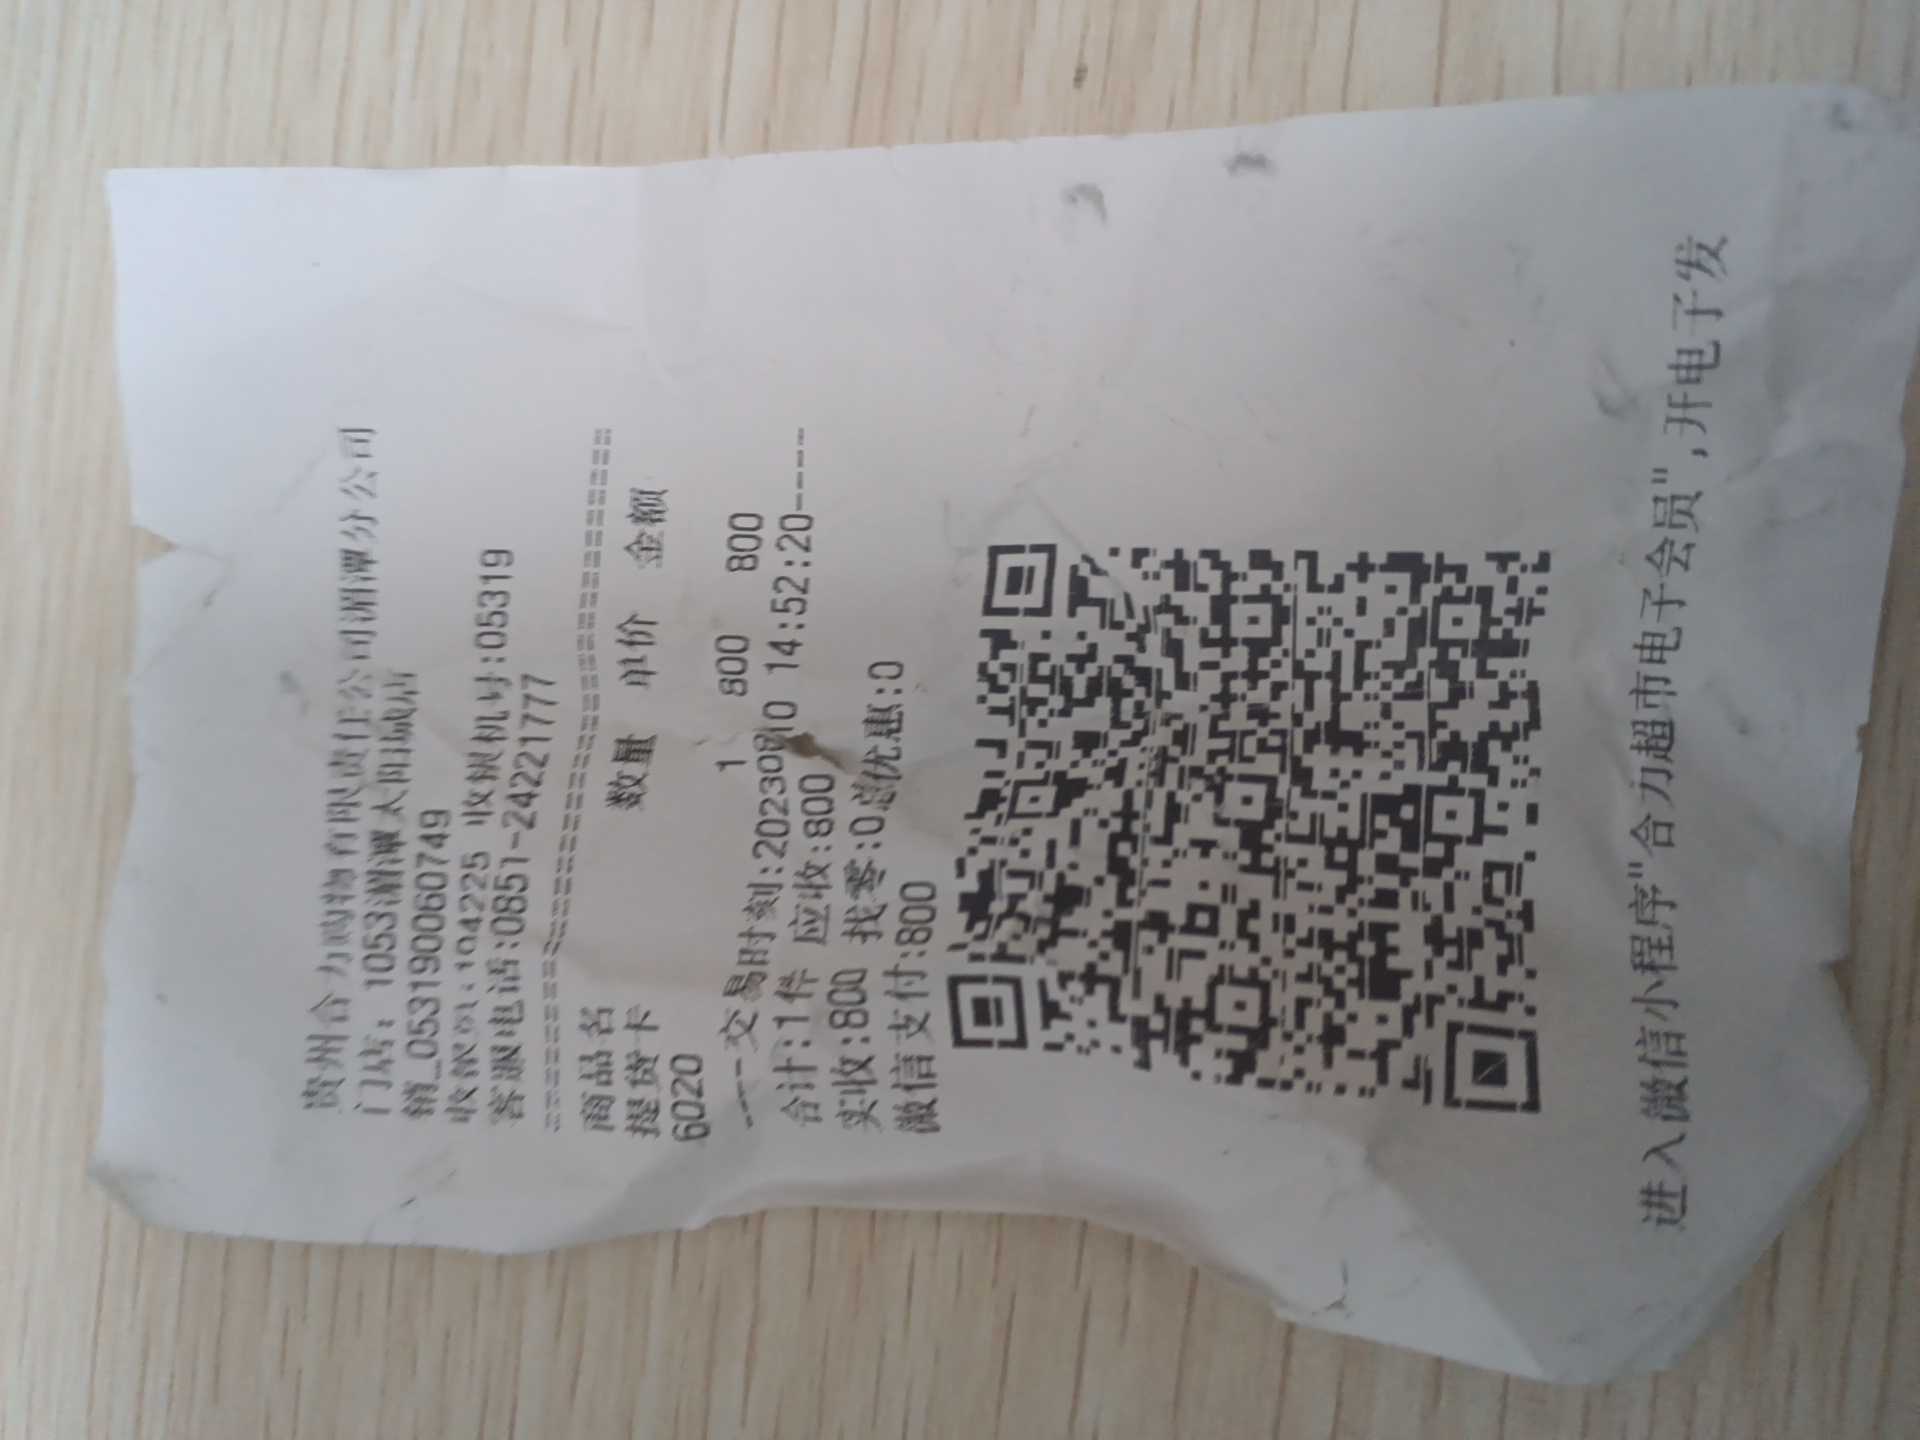 贵州合力购物有限责任公司湄潭分公司
门店: 1053湄潭太阳城店
销_053190060749
收银员:104225 收银机号:05319
客服电话:0851-24221777
================================
商品名 数量 单价 金额
提货卡
6020 1 800 800
----交易时刻:20230810 14:52:20----
合计:1件 应收:800
实收:800 找零:0总优惠:0
微信支付:800
进入微信小程序"合力超市电子会员",开电子发